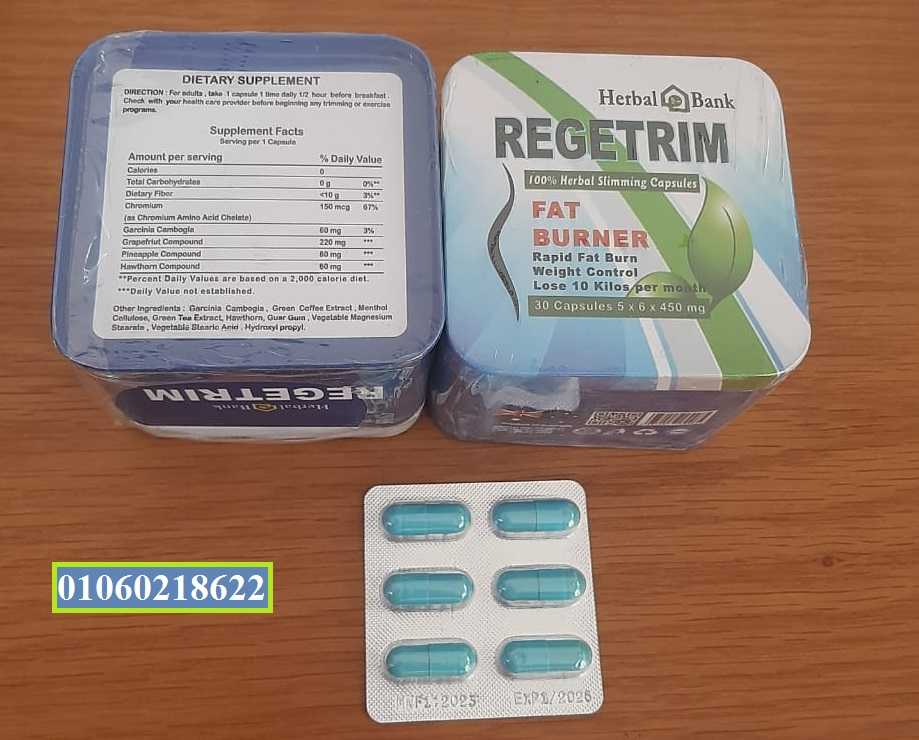 DIETARY SUPPLEMENT
DIRECTION : For adults , take 1 capsule 1 time daily 1/2 hour before breakfast .
Check with your health care provider before beginning any trimming or exercise
programs.
Supplement Facts
Serving per 1 Capsule
Amount per serving % Daily Value
Calories 0
Total Carbohydrates 0 g 0%**
Dietary Fiber <10 g 3%**
Chromium 150 mcg 67%
(as Chromium Amino Acid Chelate)
Garcinia Cambogia 60 mg 3%
Grapefriut Compound 220 mg ***
Pineapple Compound 80 mg ***
Hawthorn Compound 60 mg ***
**Percent Daily Values are based on a 2,000 calorie diet.
***Daily Value not established.
Other Ingredients : Garcinia Cambogia , Green Coffee Extract , Menthol
Cellulose, Green Tea Extract, Hawthorn, Guar Gum , Vegatable Magnesium
Stearate , Vegetable Stearic Acid , Hydroxyl propyl.
Herbal Bank
REGETRIM
Herbal Bank
REGETRIM
100% Herbal Slimming Capsules
FAT
BURNER
Rapid Fat Burn
Weight Control
Lose 10 Kilos per month
30 Capsules 5 x 6 x 450 mg
01060218622
MNF1:2025 EXP1/2026